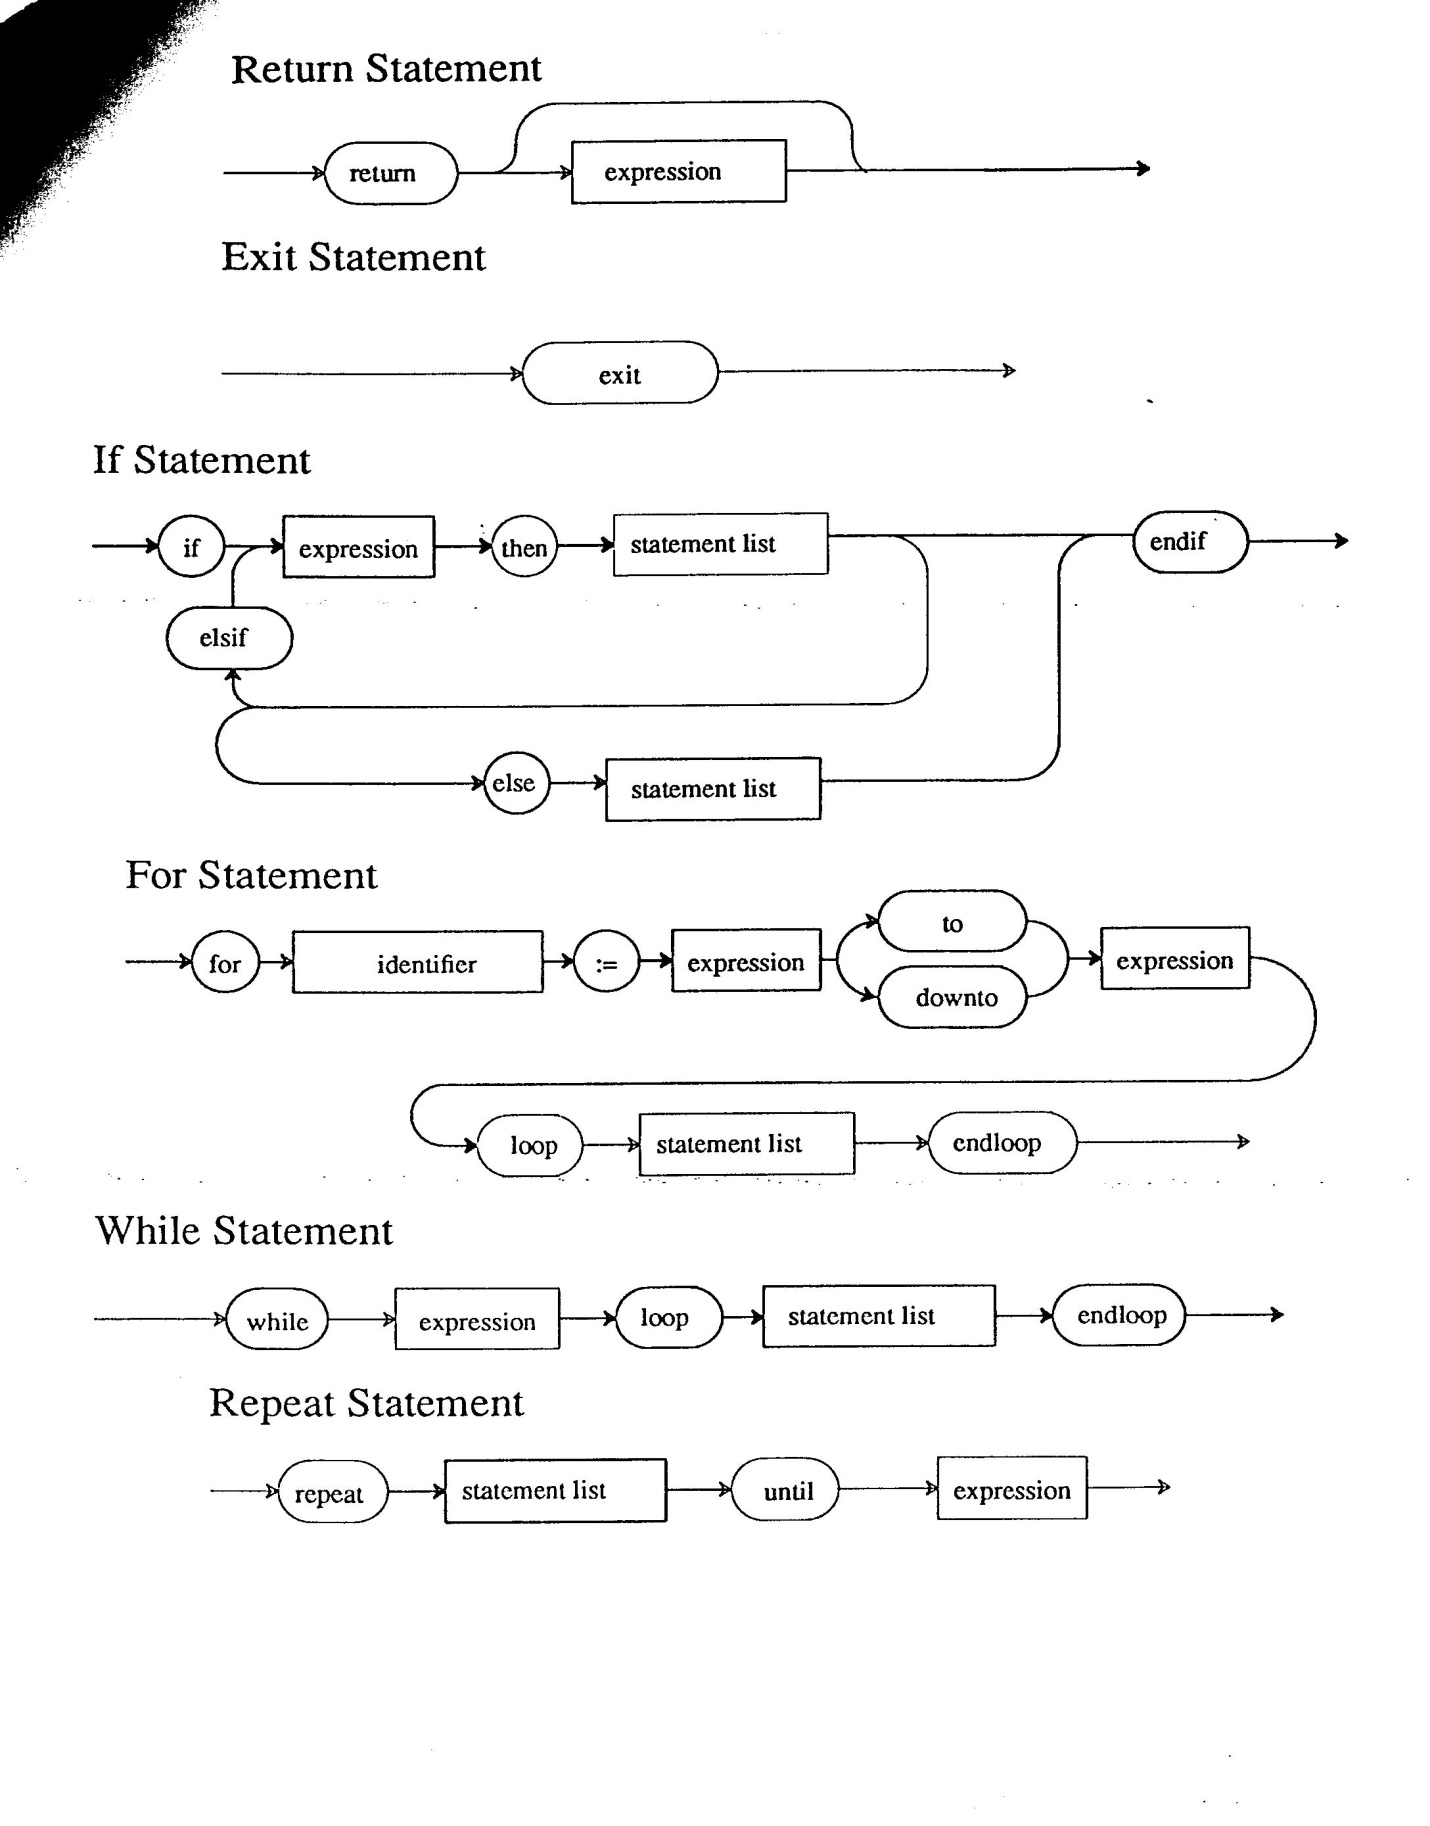 Return Statement
return expression
Exit Statement
exit
If Statement
if expression then statement list endif
elsif
else statement list
For Statement
to
for identifier := expression expression
downto
loop statement list endloop
While Statement
while expression loop statement list endloop
Repeat Statement
repeat statement list until expression